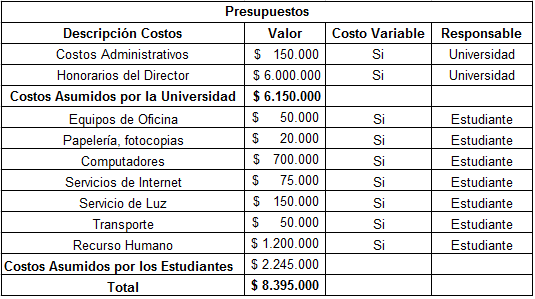 Presupuestos
Descripción Costos Valor Costo Variable Responsable
Costos Administrativos $ 150.000 Si Universidad
Honorarios del Director $ 6.000.000 Si Universidad
Costos Asumidos por la Universidad $ 6.150.000
Equipos de Oficina $ 50.000 Si Estudiante
Papelería, fotocopias $ 20.000 Si Estudiante
Computadores $ 700.000 Si Estudiante
Servicios de Internet $ 75.000 Si Estudiante
Servicio de Luz $ 150.000 Si Estudiante
Transporte $ 50.000 Si Estudiante
Recurso Humano $ 1.200.000 Si Estudiante
Costos Asumidos por los Estudiantes $ 2.245.000
Total $ 8.395.000